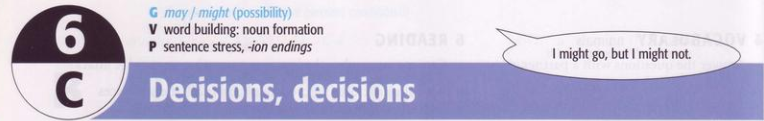 6
C
G may / might (possibility)
V word building: noun formation
P sentence stress, -ion endings
I might go, but I might not.
Decisions, decisions